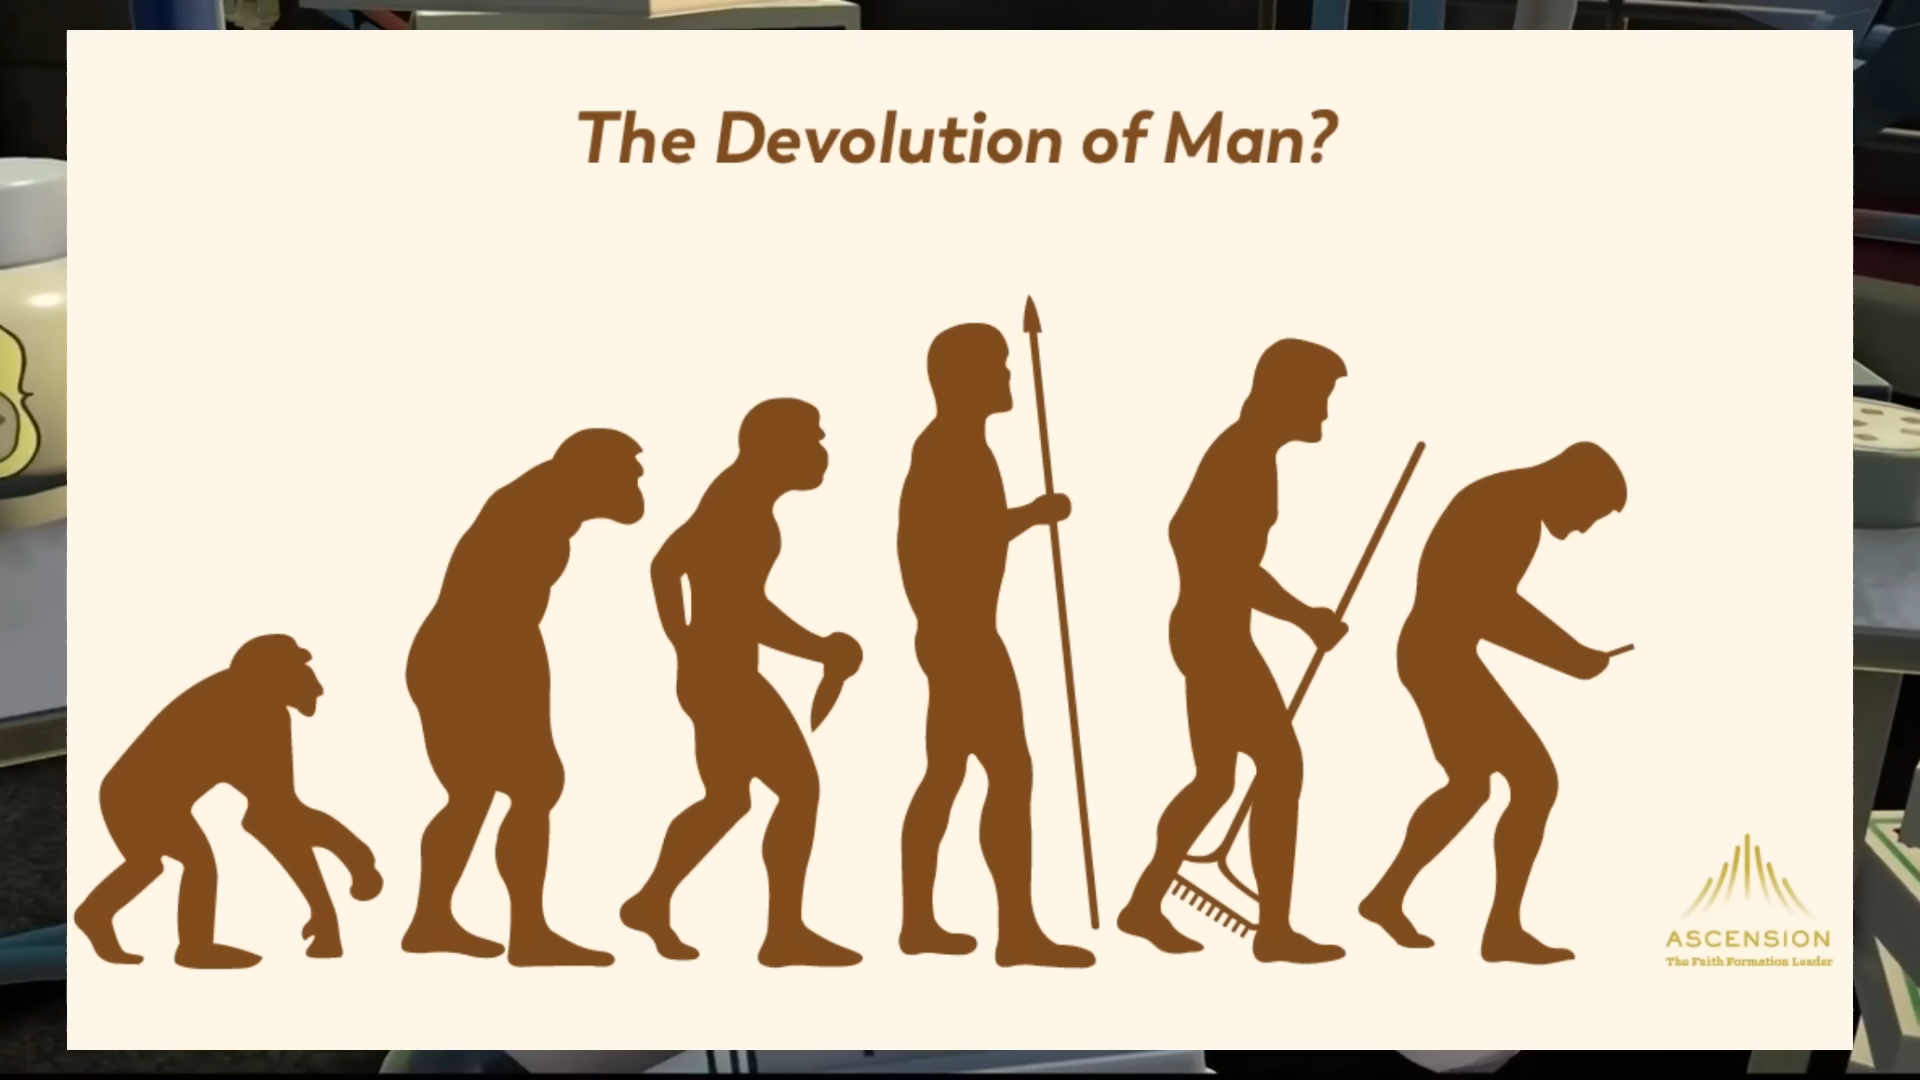 The Devolution of Man?
ASCENSION
The Faith Formation Leader